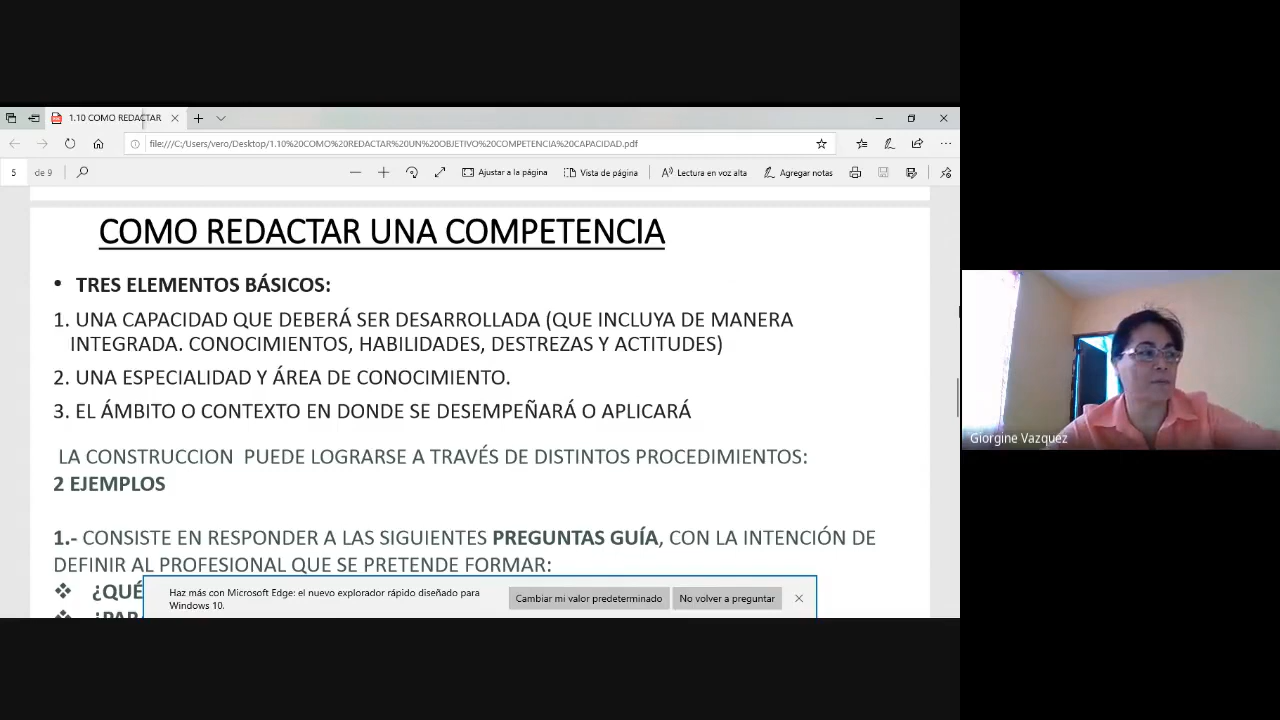 1.10 COMO REDACTAR
file:///C:/Users/vero/Desktop/1.10%20COMO%20REDACTAR%20UN%20OBJETIVO%20COMPETENCIA%20CAPACIDAD.pdf
5 de 9 Ajustar a la página Vista de página Lectura en voz alta Agregar notas
COMO REDACTAR UNA COMPETENCIA
• TRES ELEMENTOS BÁSICOS:
1. UNA CAPACIDAD QUE DEBERÁ SER DESARROLLADA (QUE INCLUYA DE MANERA
INTEGRADA. CONOCIMIENTOS, HABILIDADES, DESTREZAS Y ACTITUDES)
2. UNA ESPECIALIDAD Y ÁREA DE CONOCIMIENTO.
3. EL ÁMBITO O CONTEXTO EN DONDE SE DESEMPEÑARÁ O APLICARÁ
LA CONSTRUCCION PUEDE LOGRARSE A TRAVÉS DE DISTINTOS PROCEDIMIENTOS:
2 EJEMPLOS
1.- CONSISTE EN RESPONDER A LAS SIGUIENTES PREGUNTAS GUÍA, CON LA INTENCIÓN DE
DEFINIR AL PROFESIONAL QUE SE PRETENDE FORMAR:
❖ ¿QUÉ
❖ ¿PAR
Haz más con Microsoft Edge: el nuevo explorador rápido diseñado para
Windows 10.
Cambiar mi valor predeterminado No volver a preguntar
Giorgine Vazquez